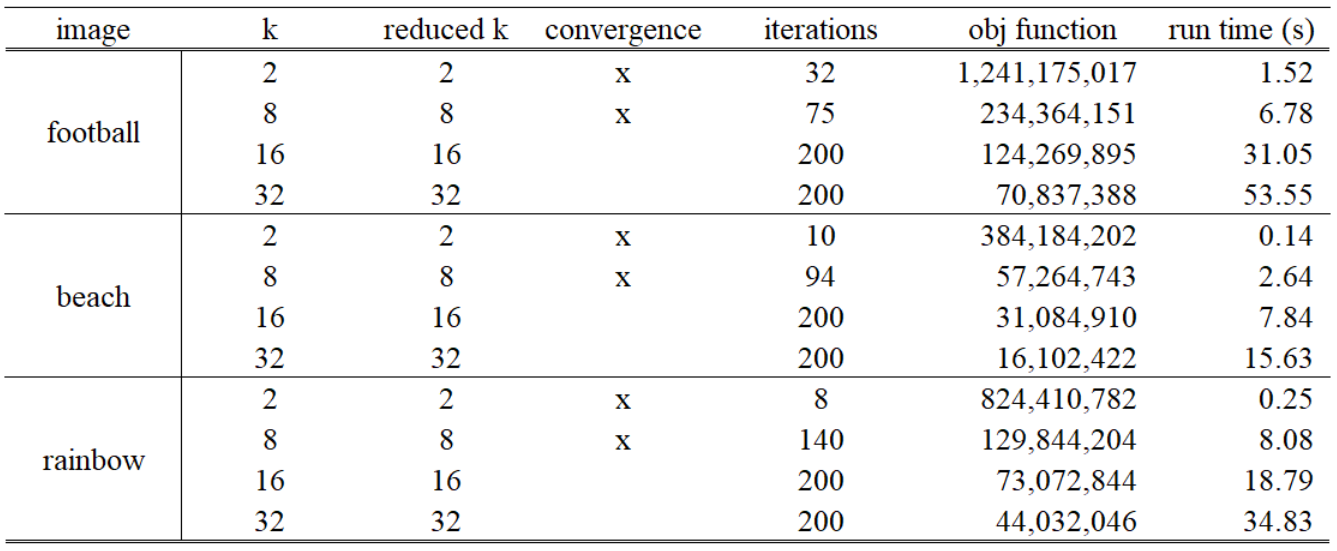 image k reduced k convergence iterations obj function run time (s)
2 2 x 32 1,241,175,017 1.52
8 8 x 75 234,364,151 6.78
football
16 16 200 124,269,895 31.05
32 32 200 70,837,388 53.55
2 2 x 10 384,184,202 0.14
8 8 x 94 57,264,743 2.64
beach
16 16 200 31,084,910 7.84
32 32 200 16,102,422 15.63
2 2 x 8 824,410,782 0.25
8 8 x 140 129,844,204 8.08
rainbow
16 16 200 73,072,844 18.79
32 32 200 44,032,046 34.83